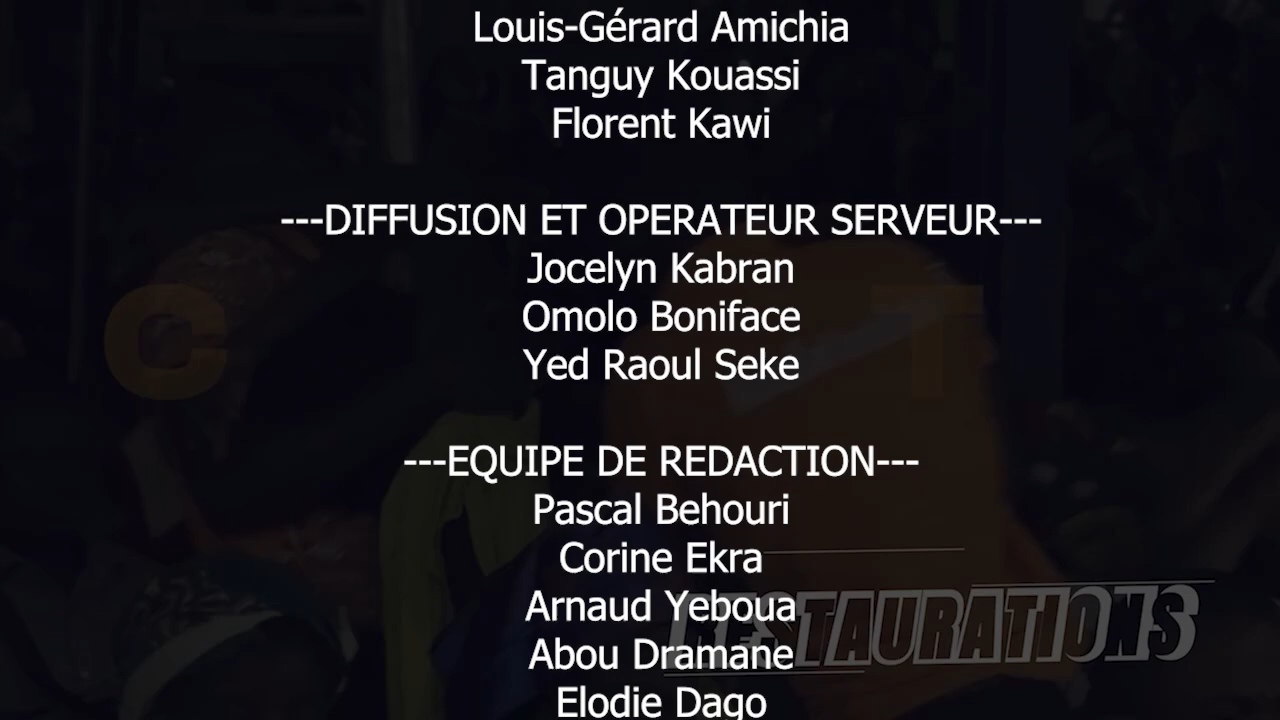 Louis-Gérard Amichia
Tanguy Kouassi
Florent Kawi
---DIFFUSION ET OPERATEUR SERVEUR---
Jocelyn Kabran
Omolo Boniface
Yed Raoul Seke
C T
---EQUIPE DE REDACTION---
Pascal Behouri
Corine Ekra
Arnaud Yeboua
RESTAURATIONS
Abou Dramane
Elodie Dago